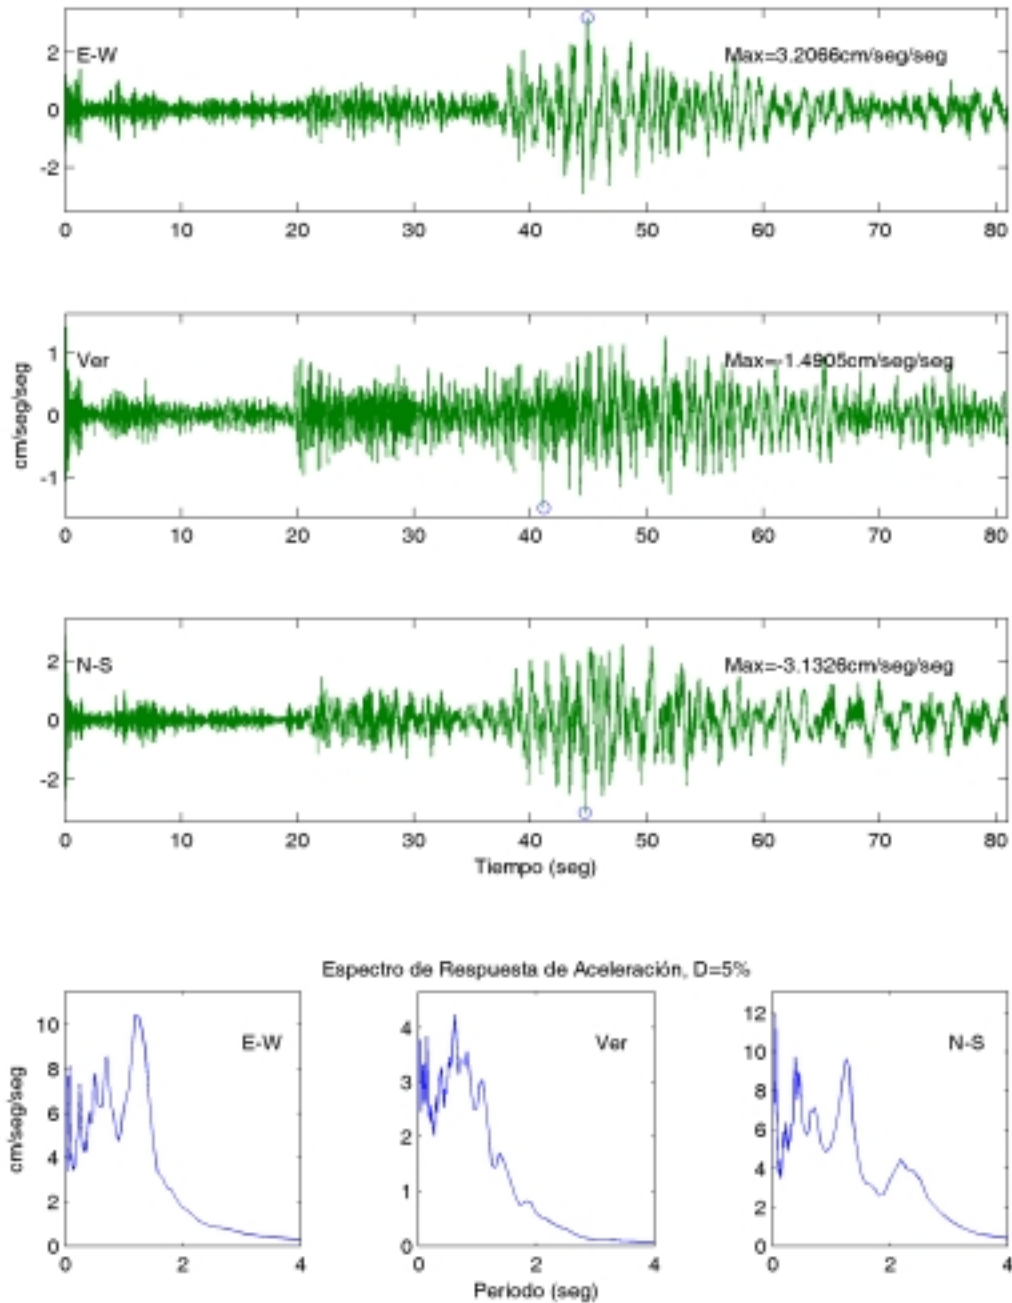 E-W Max=3.2066cm/seg/seg
2
0
-2
0 10 20 30 40 50 60 70 80
Ver Max=-1.4905cm/seg/seg
1
0
-1
cm/seg/seg
0 10 20 30 40 50 60 70 80
N-S Max=-3.1326cm/seg/seg
2
0
-2
0 10 20 30 40 50 60 70 80
Tiempo (seg)
Espectro de Respuesta de Aceleración, D=5%
E-W
10
8
6
4
2
0
cm/seg/seg
0 2 4
Ver
4
3
2
1
0
0 2 4
Periodo (seg)
N-S
12
10
8
6
4
2
0
0 2 4